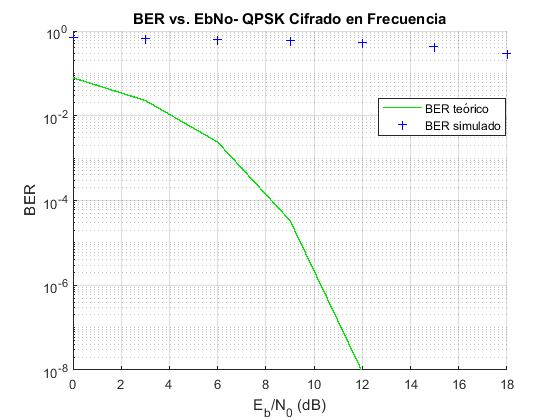 BER vs. EbNo- QPSK Cifrado en Frecuencia
10^0
10^-2
10^-4
10^-6
10^-8
BER
BER teórico
BER simulado
0 2 4 6 8 10 12 14 16 18
E_b/N_0 (dB)